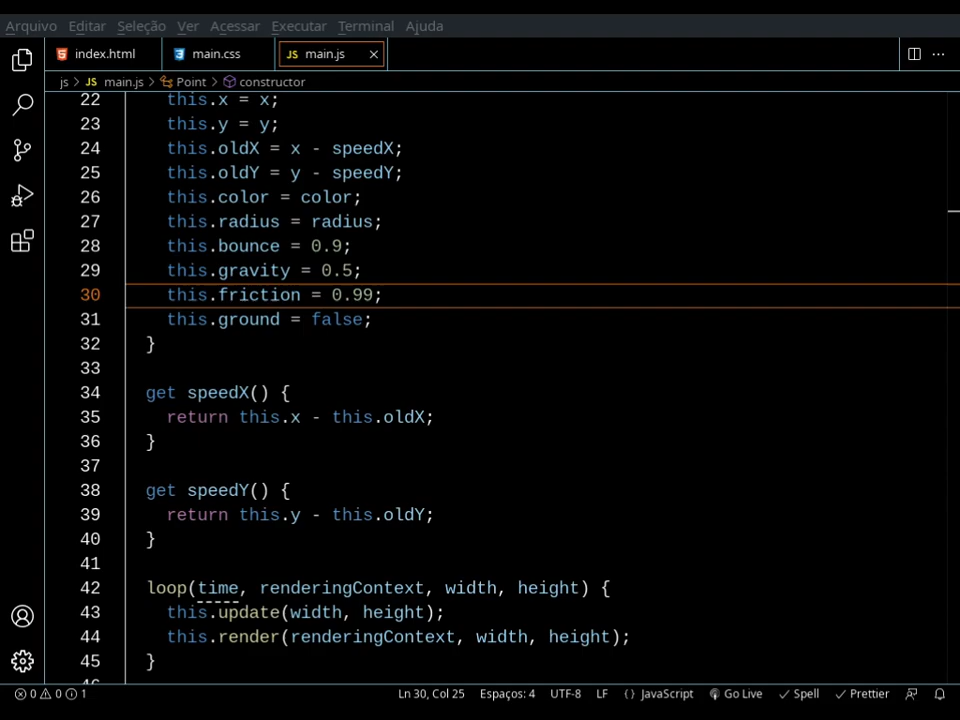 Arquivo Editar Seleção Ver Acessar Executar Terminal Ajuda
index.html main.css JS main.js
js > JS main.js > Point > constructor
22 this.x = x;
23 this.y = y;
24 this.oldX = x - speedX;
25 this.oldY = y - speedY;
26 this.color = color;
27 this.radius = radius;
28 this.bounce = 0.9;
29 this.gravity = 0.5;
30 this.friction = 0.99;
31 this.ground = false;
32 }
33
34 get speedX() {
35 return this.x - this.oldX;
36 }
37
38 get speedY() {
39 return this.y - this.oldY;
40 }
41
42 loop(time, renderingContext, width, height) {
43 this.update(width, height);
44 this.render(renderingContext, width, height);
45 }
0 0 1 Ln 30, Col 25 Espaços: 4 UTF-8 LF {} JavaScript Go Live Spell Prettier